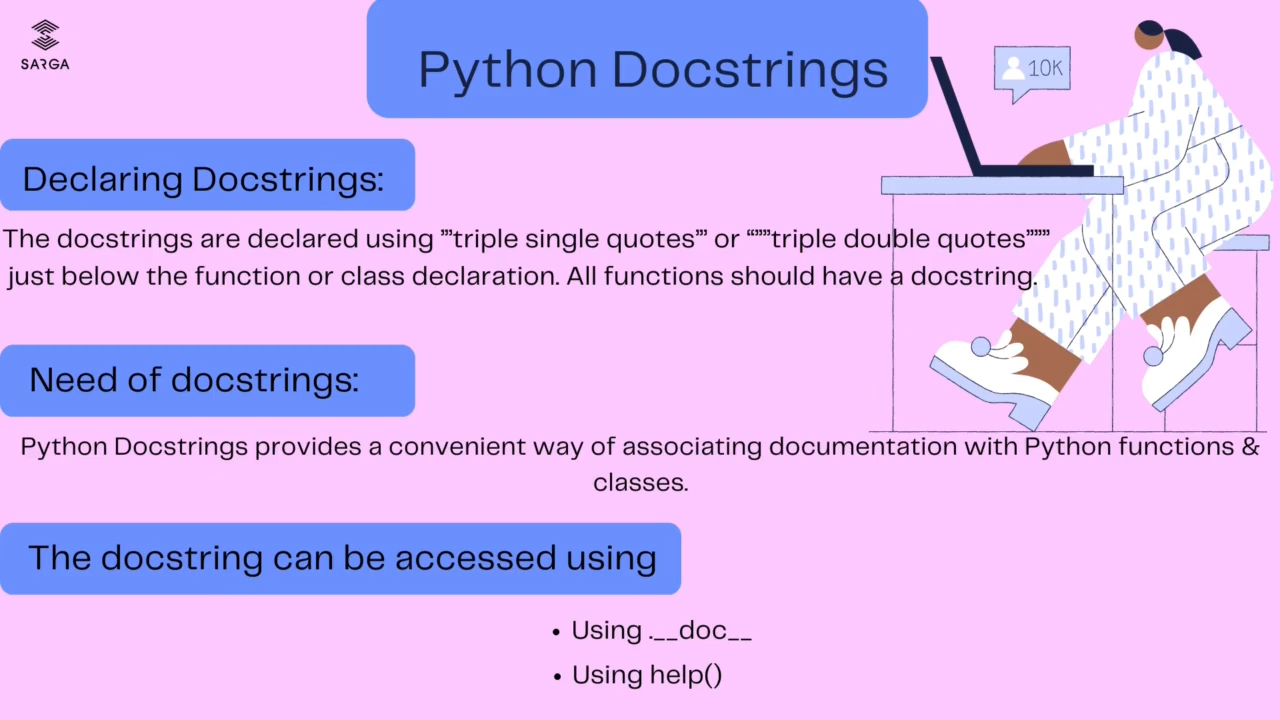 SARGA
Python Docstrings
10K
Declaring Docstrings:
The docstrings are declared using ”’triple single quotes”’ or “””triple double quotes”””
just below the function or class declaration. All functions should have a docstring.
Need of docstrings:
Python Docstrings provides a convenient way of associating documentation with Python functions &
classes.
The docstring can be accessed using
• Using .__doc__
• Using help()